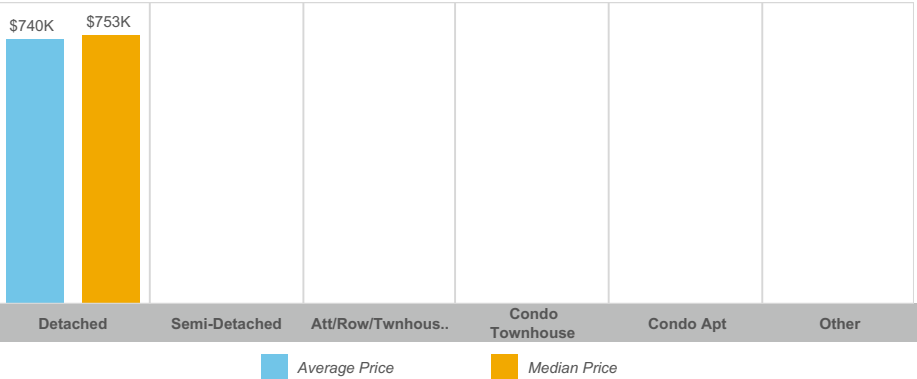 $740K
$753K
Detached
Semi-Detached
Att/Row/Twnhous..
Condo
Townhouse
Condo Apt
Other
Average Price
Median Price